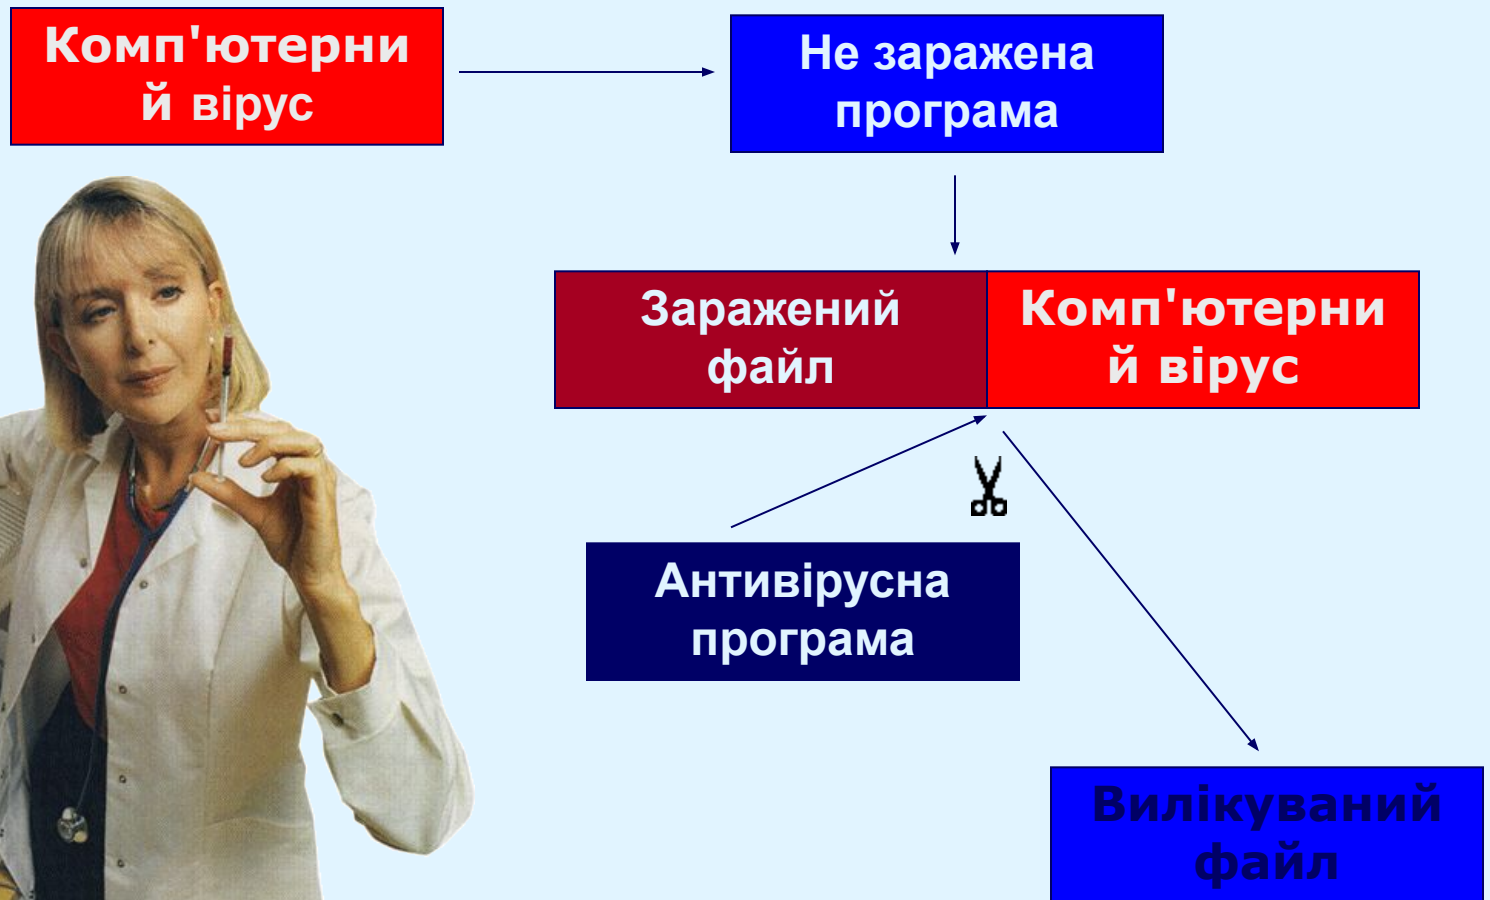 Комп'ютерни
й вірус
Не заражена
програма
Заражений
файл
Комп'ютерни
й вірус
Антивірусна
програма
Вилікуваний
файл